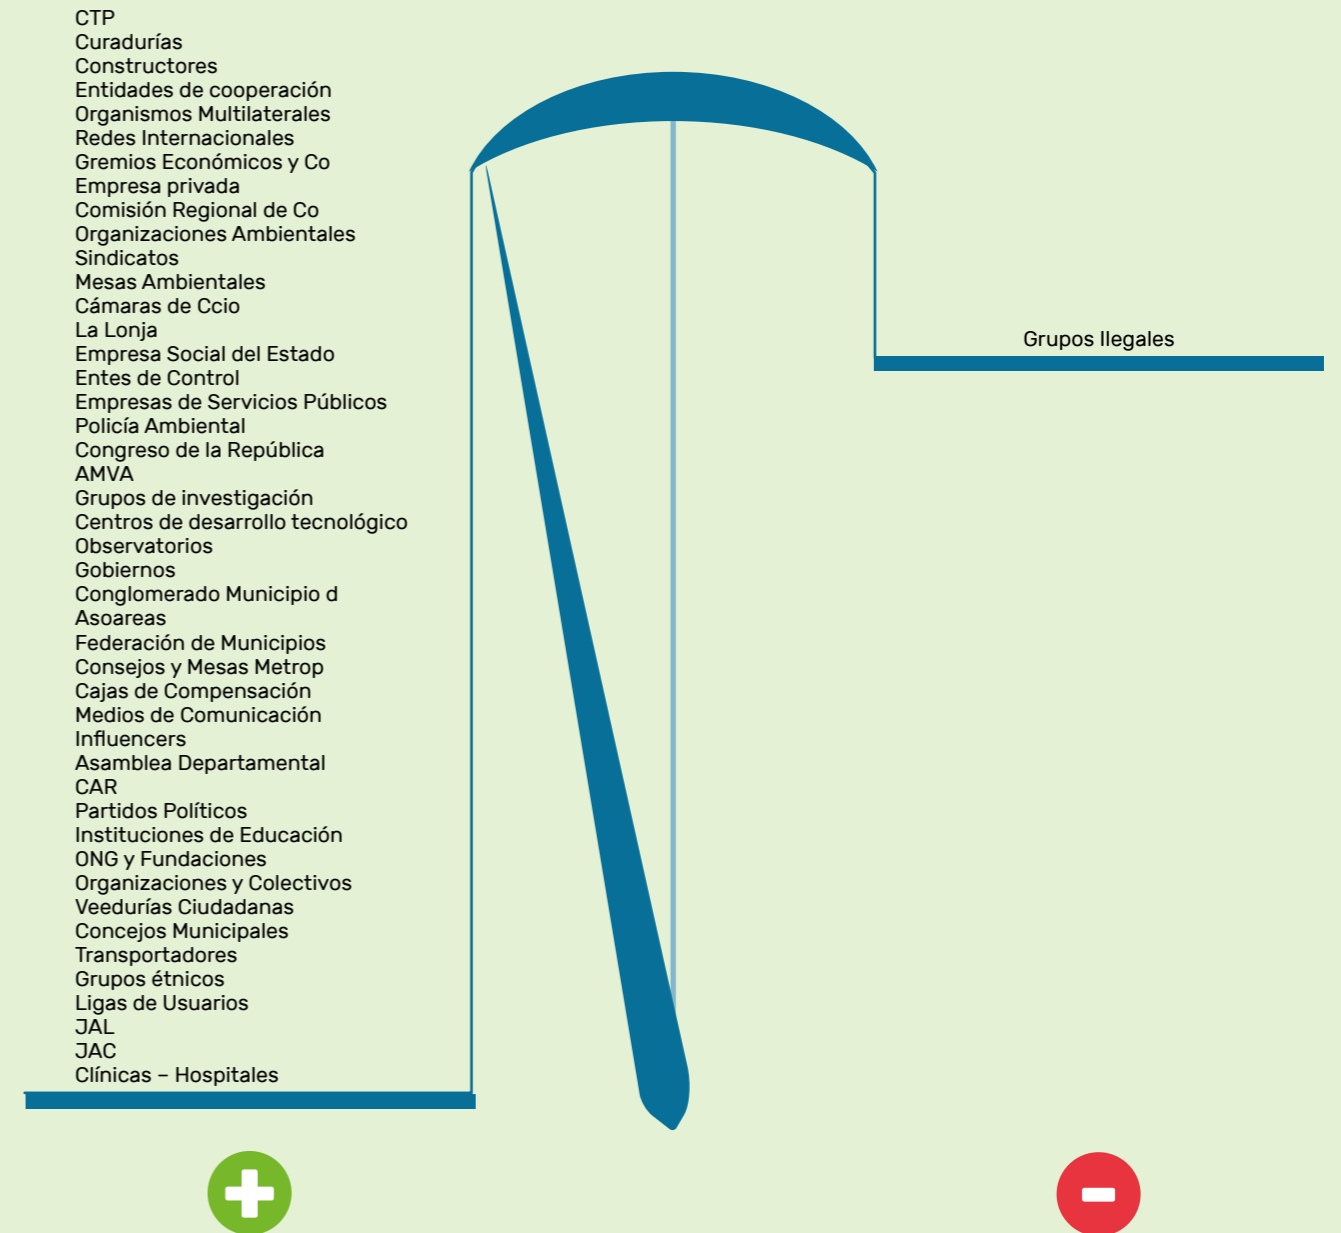 CTP
Curadurías
Constructores
Entidades de cooperación
Organismos Multilaterales
Redes Internacionales
Gremios Económicos y Co
Empresa privada
Comisión Regional de Co
Organizaciones Ambientales
Sindicatos
Mesas Ambientales
Cámaras de Ccio
La Lonja
Empresa Social del Estado
Entes de Control
Empresas de Servicios Públicos
Policía Ambiental
Congreso de la República
AMVA
Grupos de investigación
Centros de desarrollo tecnológico
Observatorios
Gobiernos
Conglomerado Municipio d
Asoareas
Federación de Municipios
Consejos y Mesas Metrop
Cajas de Compensación
Medios de Comunicación
Influencers
Asamblea Departamental
CAR
Partidos Políticos
Instituciones de Educación
ONG y Fundaciones
Organizaciones y Colectivos
Veedurías Ciudadanas
Concejos Municipales
Transportadores
Grupos étnicos
Ligas de Usuarios
JAL
JAC
Clínicas – Hospitales
Grupos Ilegales